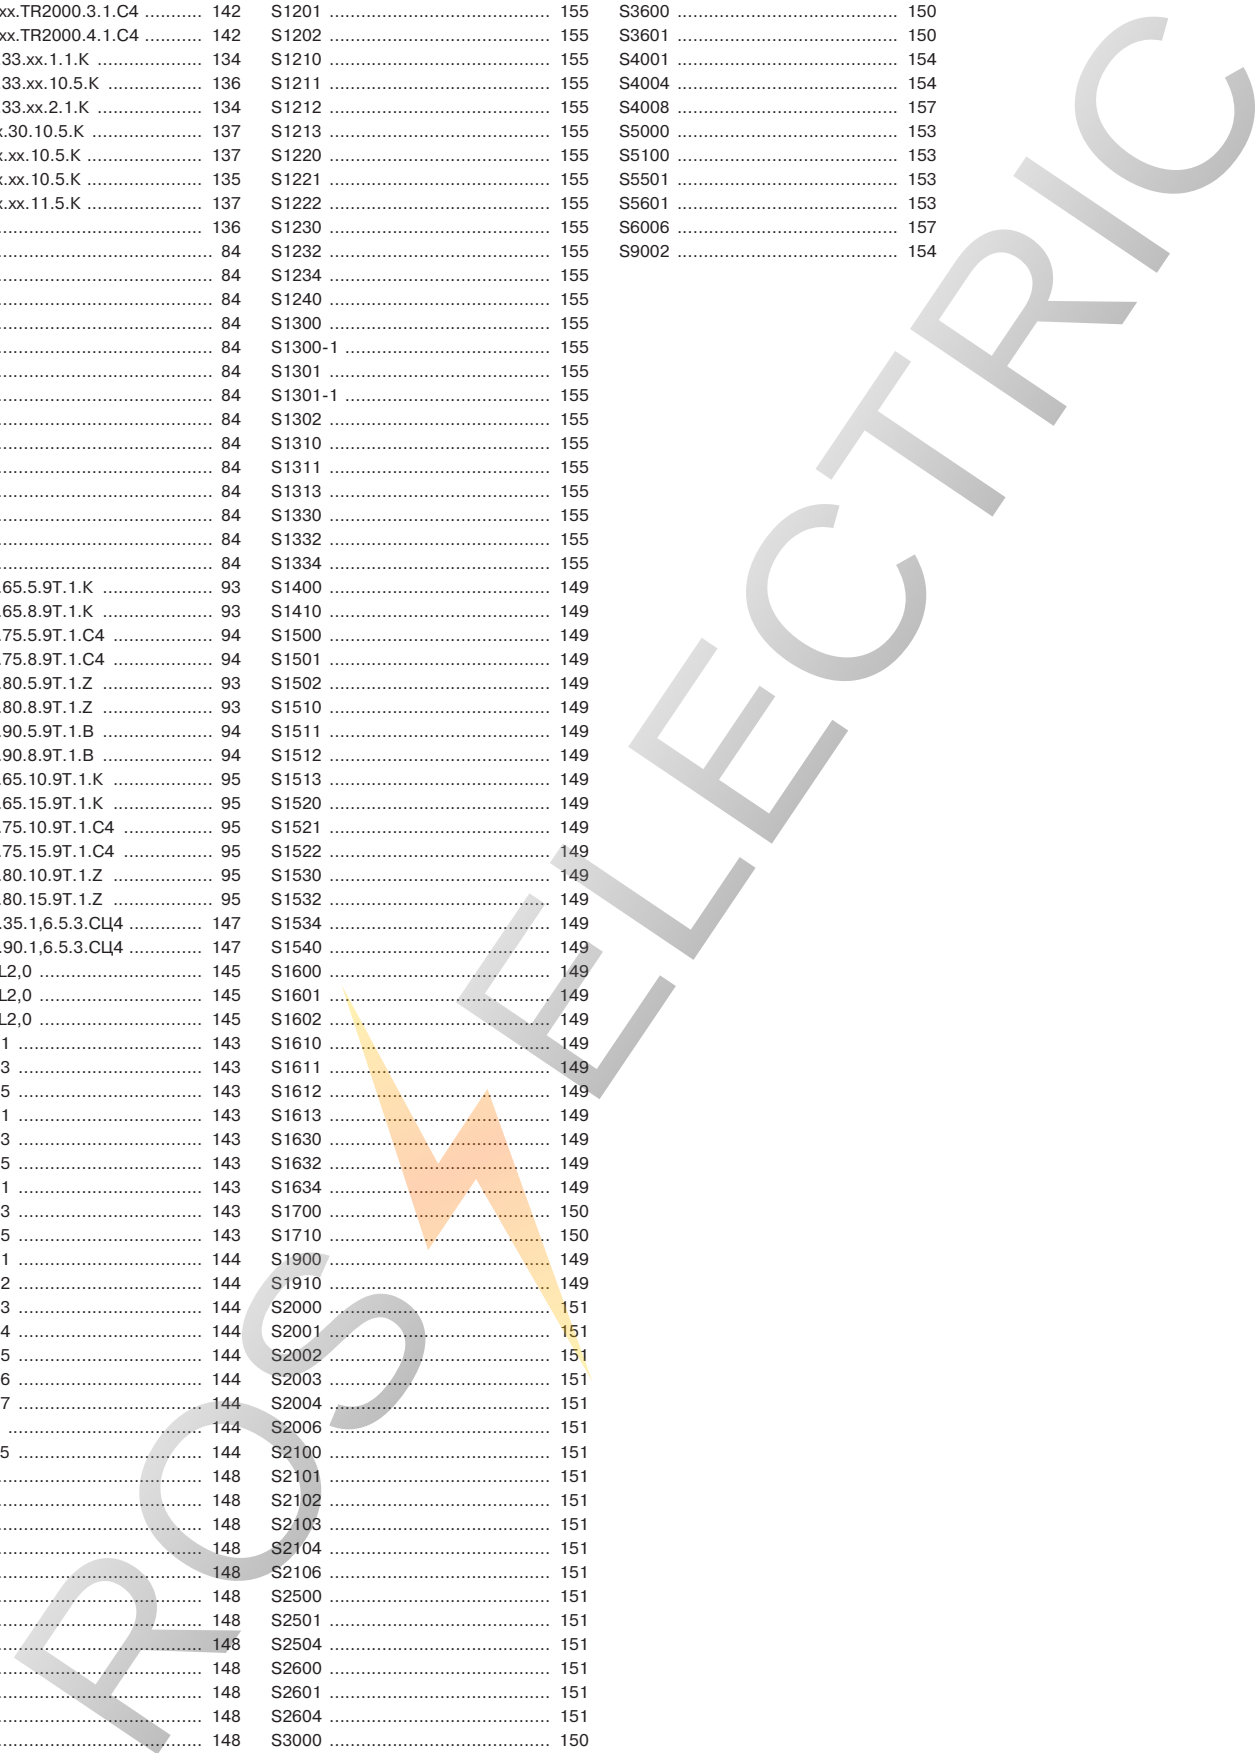 xx.TR2000.3.1.C4 ........... 142
xx.TR2000.4.1.C4 ........... 142
.33.xx.1.1.K .................... 134
.33.xx.10.5.K .................. 136
.33.xx.2.1.K .................... 134
x.30.10.5.K ..................... 137
x.xx.10.5.K ...................... 137
x.xx.10.5.K ...................... 135
x.xx.11.5.K ...................... 137
....................................... 136
......................................... 84
......................................... 84
......................................... 84
......................................... 84
......................................... 84
......................................... 84
......................................... 84
......................................... 84
......................................... 84
......................................... 84
......................................... 84
......................................... 84
......................................... 84
......................................... 84
.65.5.9T.1.K ..................... 93
.65.8.9T.1.K ..................... 93
.75.5.9T.1.C4 ................... 94
.75.8.9T.1.C4 ................... 94
.80.5.9T.1.Z ..................... 93
.80.8.9T.1.Z ..................... 93
.90.5.9T.1.B ..................... 94
.90.8.9T.1.B ..................... 94
.65.10.9T.1.K ................... 95
.65.15.9T.1.K ................... 95
.75.10.9T.1.C4 ................. 95
.75.15.9T.1.C4 ................. 95
.80.10.9T.1.Z ................... 95
.80.15.9T.1.Z ................... 95
.35.1,6.5.3.СЦ4 .............. 147
.90.1,6.5.3.СЦ4 .............. 147
L2,0 ............................... 145
L2,0 ............................... 145
L2,0 ............................... 145
1 ................................... 143
3 ................................... 143
5 ................................... 143
1 ................................... 143
3 ................................... 143
5 ................................... 143
1 ................................... 143
3 ................................... 143
5 ................................... 143
1 ................................... 144
2 ................................... 144
3 ................................... 144
4 ................................... 144
5 ................................... 144
6 ................................... 144
7 ................................... 144
..................................... 144
5 ................................... 144
....................................... 148
....................................... 148
....................................... 148
....................................... 148
....................................... 148
....................................... 148
....................................... 148
....................................... 148
....................................... 148
....................................... 148
....................................... 148
....................................... 148
S1201 .......................................... 155
S1202 .......................................... 155
S1210 .......................................... 155
S1211 .......................................... 155
S1212 .......................................... 155
S1213 .......................................... 155
S1220 .......................................... 155
S1221 .......................................... 155
S1222 .......................................... 155
S1230 .......................................... 155
S1232 .......................................... 155
S1234 .......................................... 155
S1240 .......................................... 155
S1300 .......................................... 155
S1300-1 ....................................... 155
S1301 .......................................... 155
S1301-1 ....................................... 155
S1302 .......................................... 155
S1310 .......................................... 155
S1311 .......................................... 155
S1313 .......................................... 155
S1330 .......................................... 155
S1332 .......................................... 155
S1334 .......................................... 155
S1400 .......................................... 149
S1410 .......................................... 149
S1500 .......................................... 149
S1501 .......................................... 149
S1502 .......................................... 149
S1510 .......................................... 149
S1511 .......................................... 149
S1512 .......................................... 149
S1513 .......................................... 149
S1520 .......................................... 149
S1521 .......................................... 149
S1522 .......................................... 149
S1530 .......................................... 149
S1532 .......................................... 149
S1534 .......................................... 149
S1540 .......................................... 149
S1600 .......................................... 149
S1601 .......................................... 149
S1602 .......................................... 149
S1610 .......................................... 149
S1611 .......................................... 149
S1612 .......................................... 149
S1613 .......................................... 149
S1630 .......................................... 149
S1632 .......................................... 149
S1634 .......................................... 149
S1700 .......................................... 150
S1710 .......................................... 150
S1900 .......................................... 149
S1910 .......................................... 149
S2000 .......................................... 151
S2001 .......................................... 151
S2002 .......................................... 151
S2003 .......................................... 151
S2004 .......................................... 151
S2006 .......................................... 151
S2100 .......................................... 151
S2101 .......................................... 151
S2102 .......................................... 151
S2103 .......................................... 151
S2104 .......................................... 151
S2106 .......................................... 151
S2500 .......................................... 151
S2501 .......................................... 151
S2504 .......................................... 151
S2600 .......................................... 151
S2601 .......................................... 151
S2604 .......................................... 151
S3000 .......................................... 150
S3600 .......................................... 150
S3601 .......................................... 150
S4001 .......................................... 154
S4004 .......................................... 154
S4008 .......................................... 157
S5000 .......................................... 153
S5100 .......................................... 153
S5501 .......................................... 153
S5601 .......................................... 153
S6006 .......................................... 157
S9002 .......................................... 154
ROS ELECTRIC